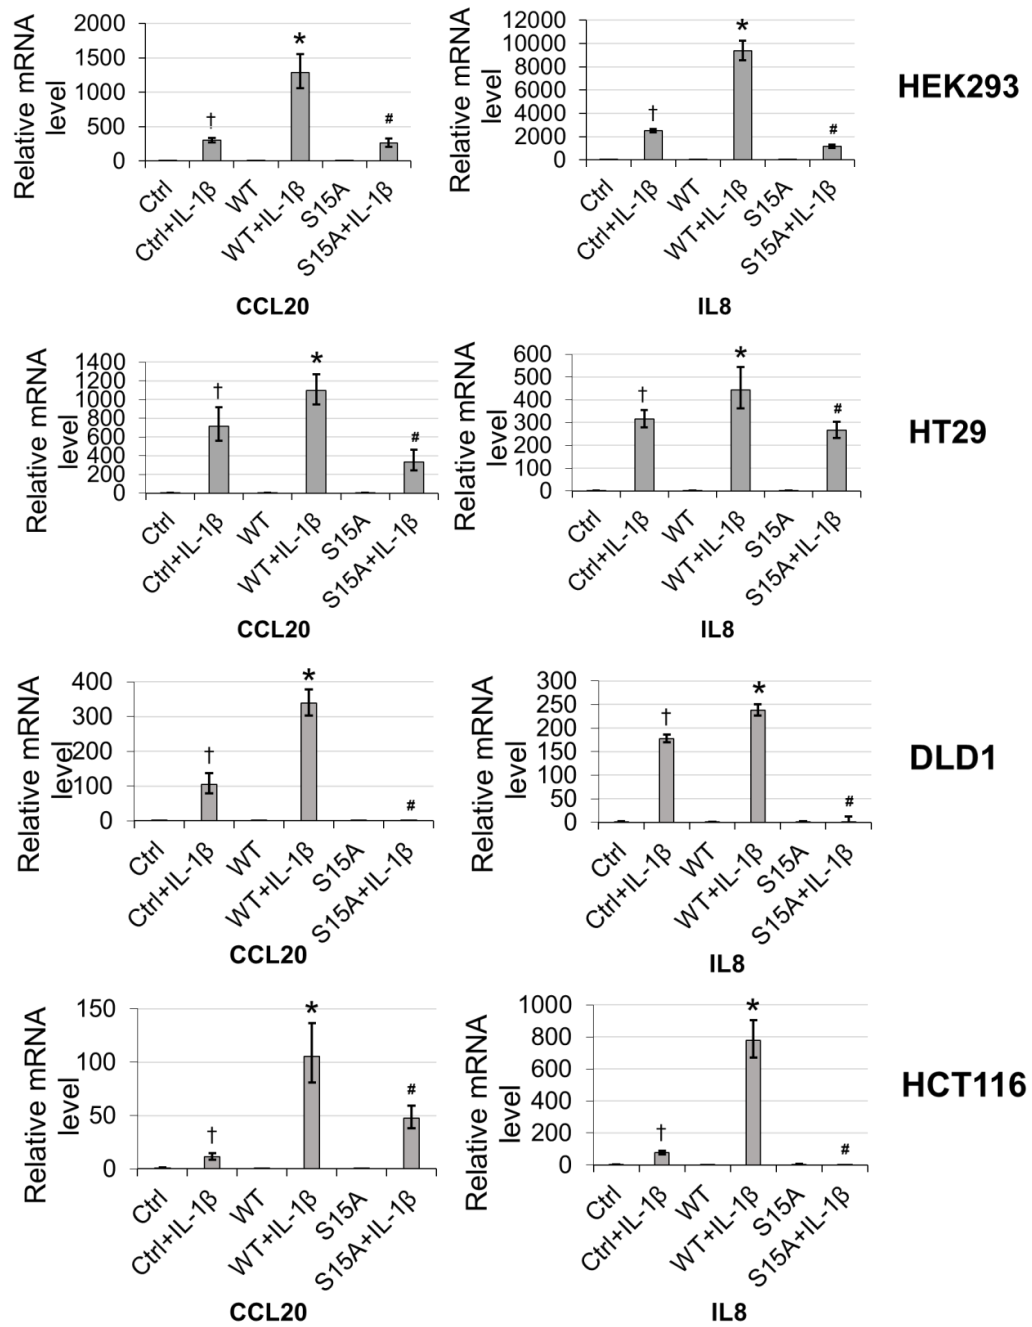 Relative mRNA
level
2000
1500
1000
500
0
†
*
#
Ctrl
Ctrl+IL-1β
WT
WT+IL-1β
S15A
S15A+IL-1β
CCL20
Relative mRNA
level
12000
10000
8000
6000
4000
2000
0
†
*
#
Ctrl
Ctrl+IL-1β
WT
WT+IL-1β
S15A
S15A+IL-1β
IL8
HEK293
Relative mRNA
level
1400
1200
1000
800
600
400
200
0
†
*
#
Ctrl
Ctrl+IL-1β
WT
WT+IL-1β
S15A
S15A+IL-1β
CCL20
Relative mRNA
level
600
500
400
300
200
100
0
†
*
#
Ctrl
Ctrl+IL-1β
WT
WT+IL-1β
S15A
S15A+IL-1β
IL8
HT29
Relative mRNA
level
400
300
200
100
0
†
*
#
Ctrl
Ctrl+IL-1β
WT
WT+IL-1β
S15A
S15A+IL-1β
CCL20
Relative mRNA
level
300
250
200
150
100
50
0
†
*
#
Ctrl
Ctrl+IL-1β
WT
WT+IL-1β
S15A
S15A+IL-1β
IL8
DLD1
Relative mRNA
level
150
100
50
0
†
*
#
Ctrl
Ctrl+IL-1β
WT
WT+IL-1β
S15A
S15A+IL-1β
CCL20
Relative mRNA
level
1000
800
600
400
200
0
†
*
#
Ctrl
Ctrl+IL-1β
WT
WT+IL-1β
S15A
S15A+IL-1β
IL8
HCT116